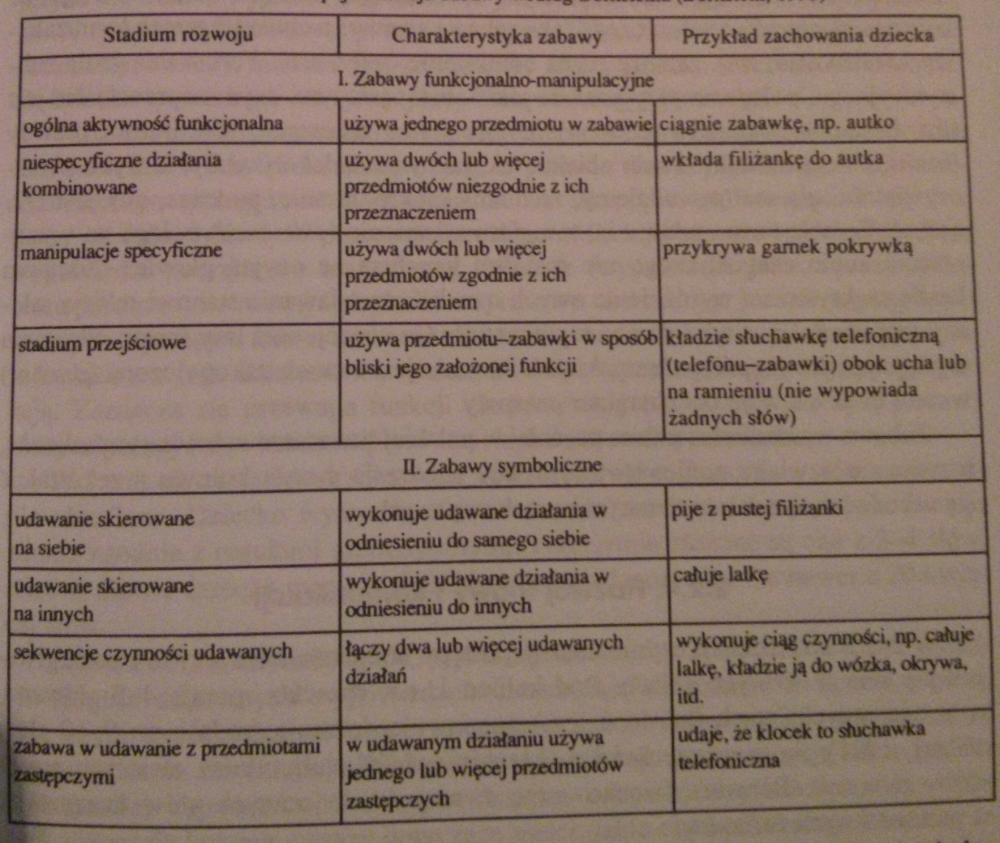 Stadium rozwoju
Charakterystyka zabawy
Przykład zachowania dziecka
I. Zabawy funkcjonalno-manipulacyjne
ogólna aktywność funkcjonalna
używa jednego przedmiotu w zabawie
ciągnie zabawkę, np. autko
niespecyficzne działania
kombinowane
używa dwóch lub więcej
przedmiotów niezgodnie z ich
przeznaczeniem
wkłada filiżankę do autka
manipulacje specyficzne
używa dwóch lub więcej
przedmiotów zgodnie z ich
przeznaczeniem
przykrywa garnek pokrywką
stadium przejściowe
używa przedmiotu–zabawki w sposób
bliski jego założonej funkcji
kładzie słuchawkę telefoniczną
(telefonu–zabawki) obok ucha lub
na ramieniu (nie wypowiada
żadnych słów)
II. Zabawy symboliczne
udawanie skierowane
na siebie
wykonuje udawane działania w
odniesieniu do samego siebie
pije z pustej filiżanki
udawanie skierowane
na innych
wykonuje udawane działania w
odniesieniu do innych
całuje lalkę
sekwencje czynności udawanych
łączy dwa lub więcej udawanych
działań
wykonuje ciąg czynności, np. całuje
lalkę, kładzie ją do wózka, okrywa,
itd.
zabawa w udawanie z przedmiotami
zastępczymi
w udawanym działaniu używa
jednego lub więcej przedmiotów
zastępczych
udaje, że klocek to słuchawka
telefoniczna